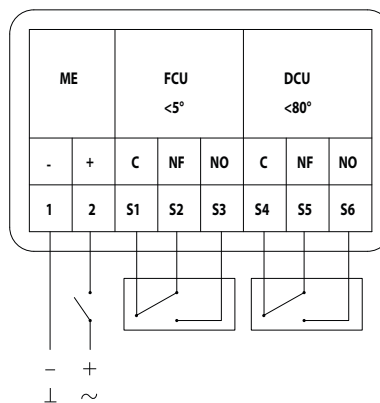 ME FCU DCU
<5° <80°
- + C NF NO C NF NO
1 2 S1 S2 S3 S4 S5 S6
- +
⊥ ~